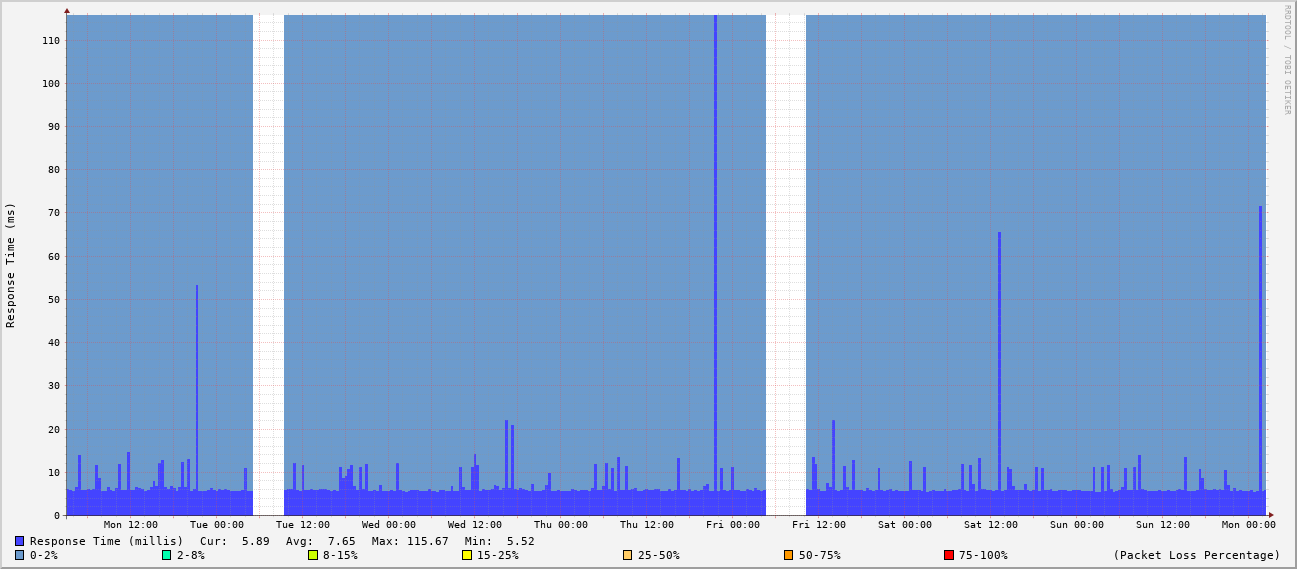 RRDTOOL / TOBI OETIKER
Response Time (ms)
110
100
90
80
70
60
50
40
30
20
10
0
Mon 12:00 Tue 00:00 Tue 12:00 Wed 00:00 Wed 12:00 Thu 00:00 Thu 12:00 Fri 00:00 Fri 12:00 Sat 00:00 Sat 12:00 Sun 00:00 Sun 12:00 Mon 00:00
Response Time (millis) Cur: 5.89 Avg: 7.65 Max: 115.67 Min: 5.52
0-2% 2-8% 8-15% 15-25% 25-50% 50-75% 75-100% (Packet Loss Percentage)